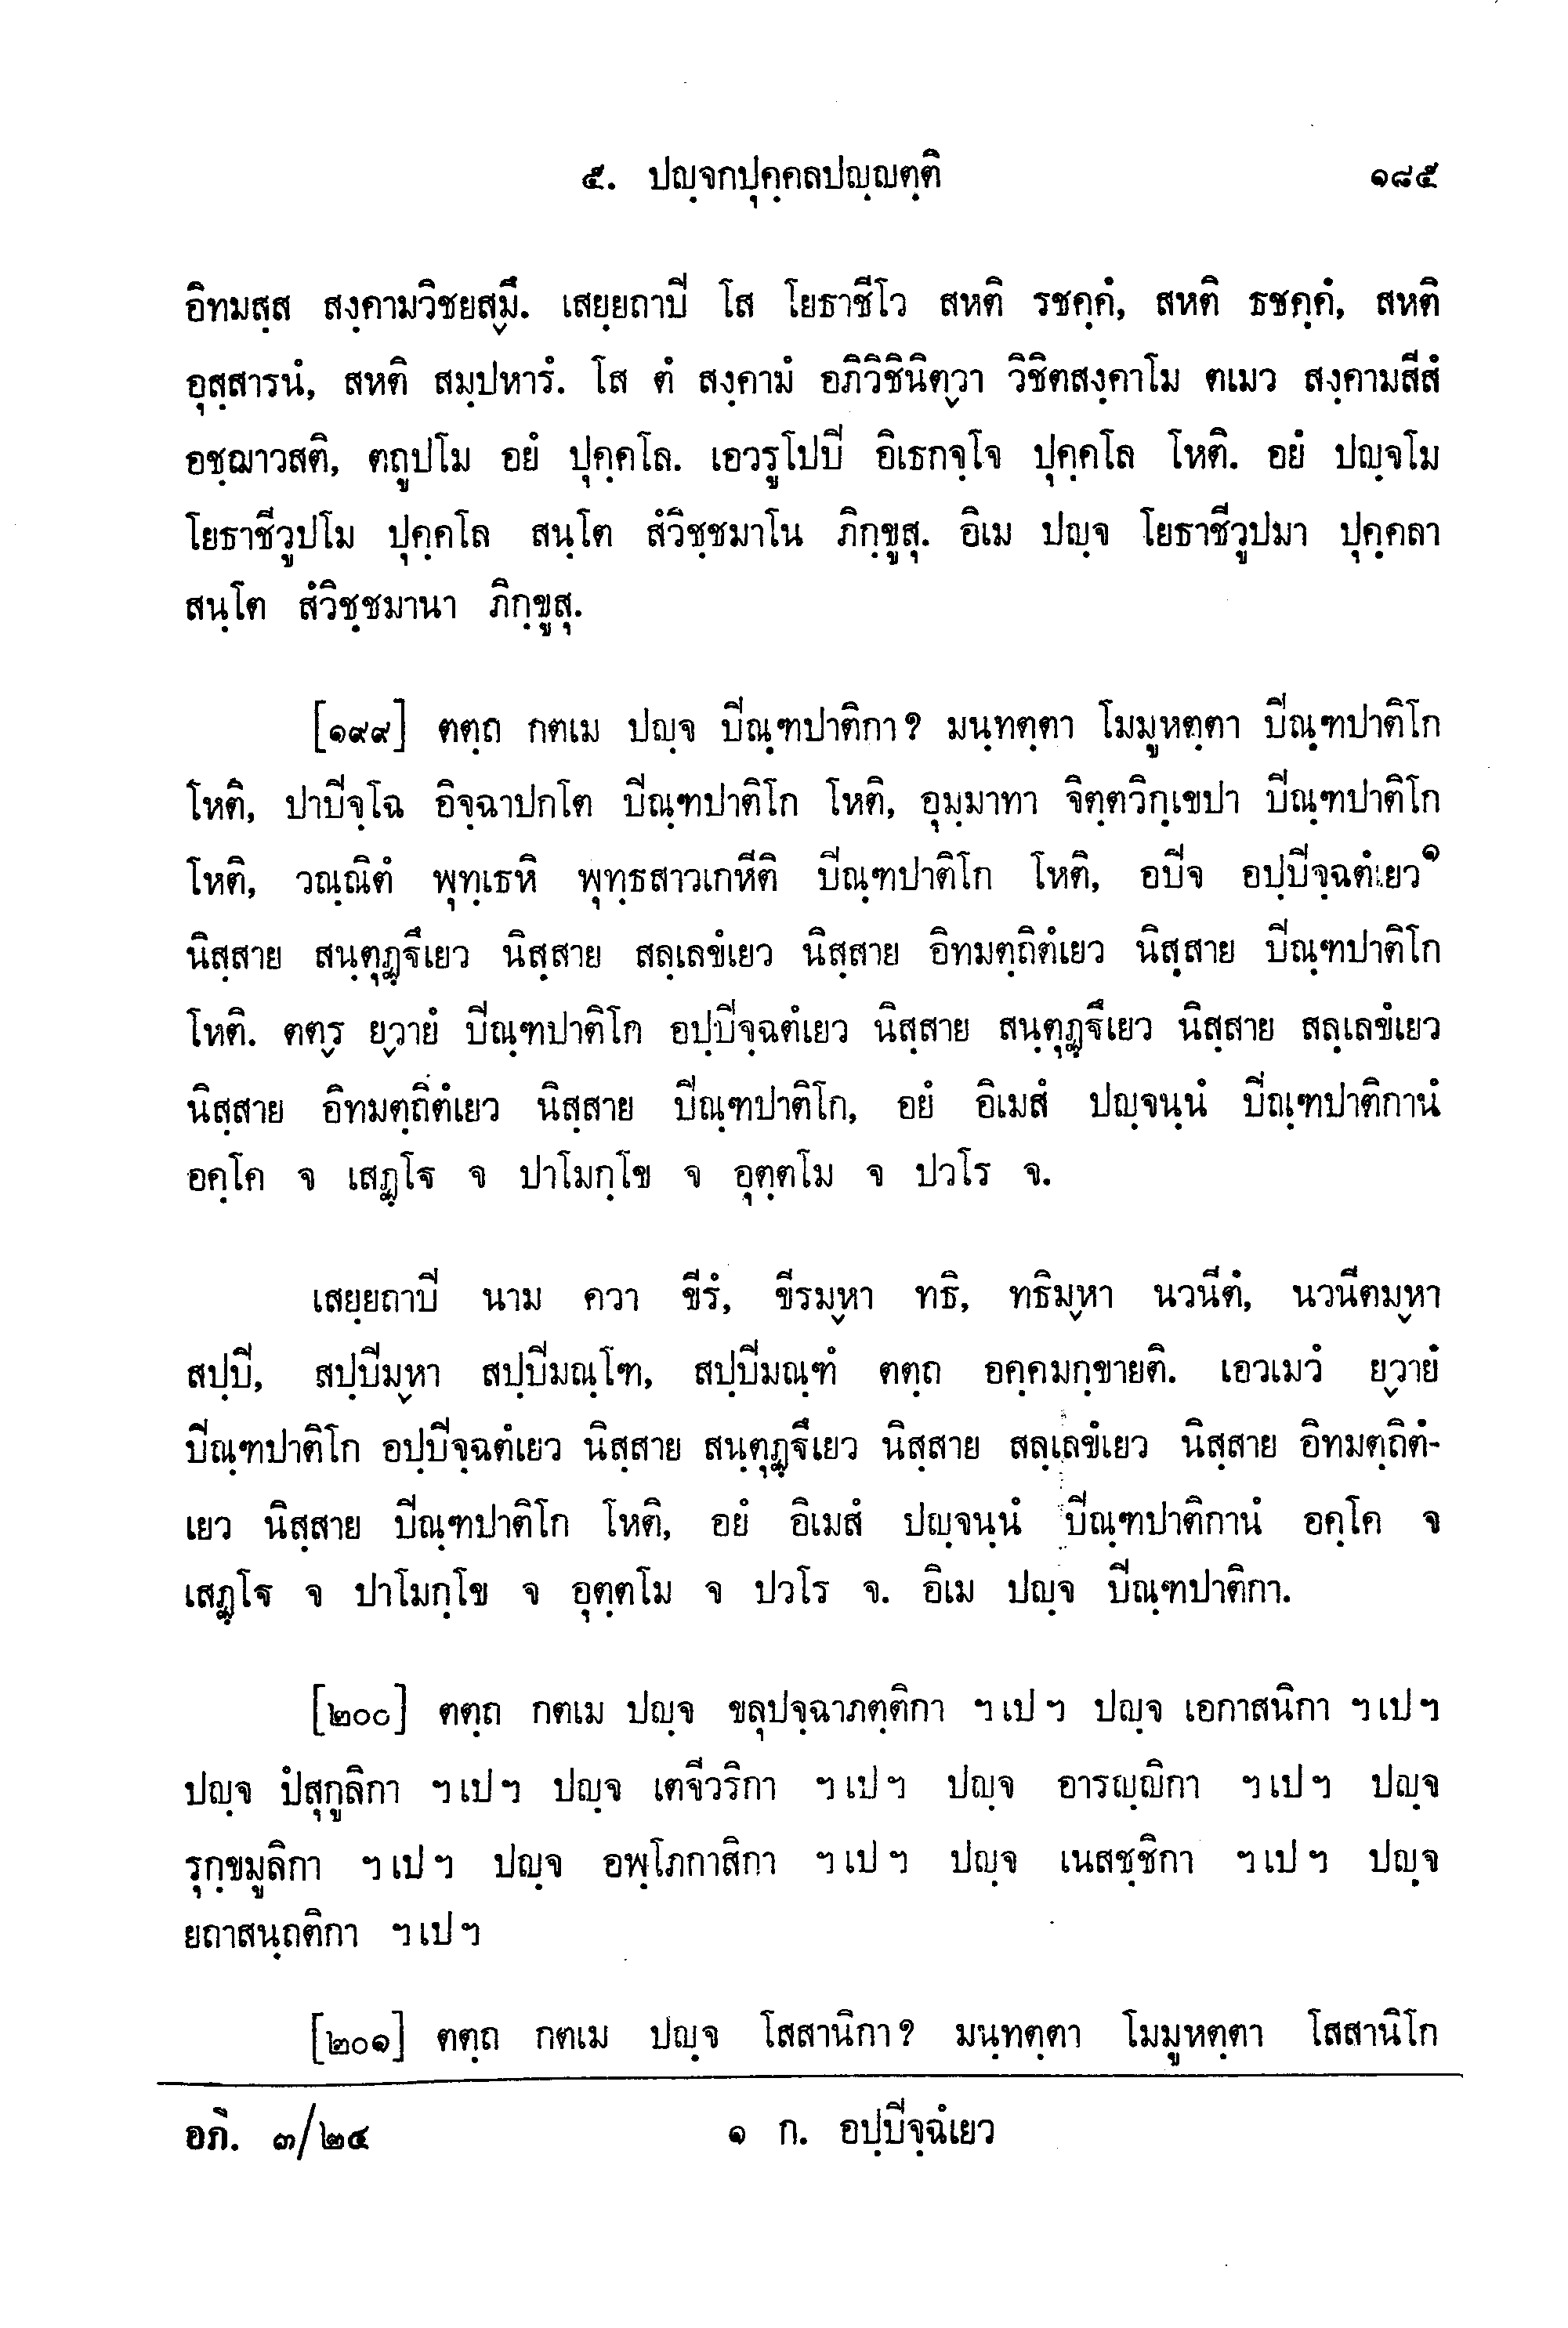 ๕. ปญฺจกปุคฺคลปญฺญตฺติ ๑๘๕
อิทมสฺส สงฺคามวิชยสฺมึ. เสยฺยถาปิ โส โยธาชีโว สหติ รชคฺคํ, สหติ ธชคฺคํ, สหติ
อุสฺสารนํ, สหติ สมฺปหารํ. โส ตํ สงฺคามํ อภิวิชินิตฺวา วิชิตสงฺคาโม ตเมว สงฺคามสีสํ
อชฺฌาวสติ, ตถูปโม อยํ ปุคฺคโล. เอวรูโปปิ อิเธกจฺโจ ปุคฺคโล โหติ. อยํ ปญฺจโม
โยธาชีวูปโม ปุคฺคโล สนฺโต สํวิชฺชมาโน ภิกฺขูสุ. อิเม ปญฺจ โยธาชีวูปมา ปุคฺคลา
สนฺโต สํวิชฺชมานา ภิกฺขูสุ.
[๑๙๙] ตตฺถ กตเม ปญฺจ ปิณฺฑปาติกา? มนฺทตฺตา โมมูหตฺตา ปิณฺฑปาติโก
โหติ, ปาปิจฺโฉ อิจฺฉาปกโต ปิณฺฑปาติโก โหติ, อุมฺมาทา จิตฺตวิกฺเขปา ปิณฺฑปาติโก
โหติ, วณฺณิตํ พุทฺเธหิ พุทฺธสาวเกหีติ ปิณฺฑปาติโก โหติ, อปิจ อปฺปิจฺฉตํเยว๑
นิสฺสาย สนฺตุฏฺฐึเยว นิสฺสาย สลฺเลขํเยว นิสฺสาย อิทมตฺถิตํเยว นิสฺสาย ปิณฺฑปาติโก
โหติ. ตตฺร ยฺวายํ ปิณฺฑปาติโก อปฺปิจฺฉตํเยว นิสฺสาย สนฺตุฏฺฐึเยว นิสฺสาย สลฺเลขํเยว
นิสฺสาย อิทมตฺถิตํเยว นิสฺสาย ปิณฺฑปาติโก, อยํ อิเมสํ ปญฺจนฺนํ ปิณฺฑปาติกานํ
อคฺโค จ เสฏฺโฐ จ ปาโมกฺโข จ อุตฺตโม จ ปวโร จ.
เสยฺยถาปิ นาม ควา ขีรํ, ขีรมฺหา ทธิ, ทธิมฺหา นวนีตํ, นวนีตมฺหา
สปฺปิ, สปฺปิมฺหา สปฺปิมณฺโฑ, สปฺปิมณฺฑํ ตตฺถ อคฺคมกฺขายติ. เอวเมวํ ยฺวายํ
ปิณฺฑปาติโก อปฺปิจฺฉตํเยว นิสฺสาย สนฺตุฏฺฐึเยว นิสฺสาย สลฺเลขํเยว นิสฺสาย อิทมตฺถิตํ-
เยว นิสฺสาย ปิณฺฑปาติโก โหติ, อยํ อิเมสํ ปญฺจนฺนํ ปิณฺฑปาติกานํ อคฺโค จ
เสฏฺโฐ จ ปาโมกฺโข จ อุตฺตโม จ ปวโร จ. อิเม ปญฺจ ปิณฺฑปาติกา.
[๒๐๐] ตตฺถ กตเม ปญฺจ ขลุปจฺฉาภตฺติกา ฯ เป ฯ ปญฺจ เอกาสนิกา ฯ เป ฯ
ปญฺจ ปํสุกูลิกา ฯ เป ฯ ปญฺจ เตจีวริกา ฯ เป ฯ ปญฺจ อารญฺญิกา ฯ เป ฯ ปญฺจ
รุกฺขมูลิกา ฯ เป ฯ ปญฺจ อพฺโภกาสิกา ฯ เป ฯ ปญฺจ เนสชฺชิกา ฯ เป ฯ ปญฺจ
ยถาสนฺถติกา ฯ เป ฯ
[๒๐๑] ตตฺถ กตเม ปญฺจ โสสานิกา? มนฺทตฺตา โมมูหตฺตา โสสานิโก
อภิ. ๓/๒๔ ๑ ก. อปฺปิจฺฉํเยว